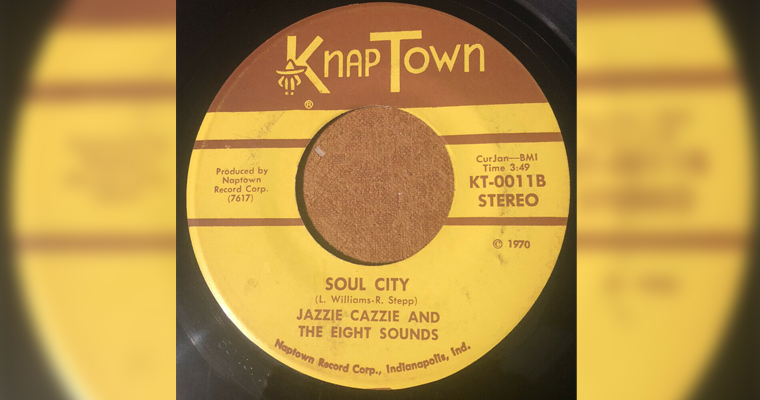 KnapTown
®
Produced by
Naptown
Record Corp.
(7617)
CurJan—BMI
Time 3:49
KT-0011B
STEREO
© 1970
SOUL CITY
(L. Williams-R. Stepp)
JAZZIE CAZZIE AND
THE EIGHT SOUNDS
Naptown Record Corp., Indianapolis, Ind.